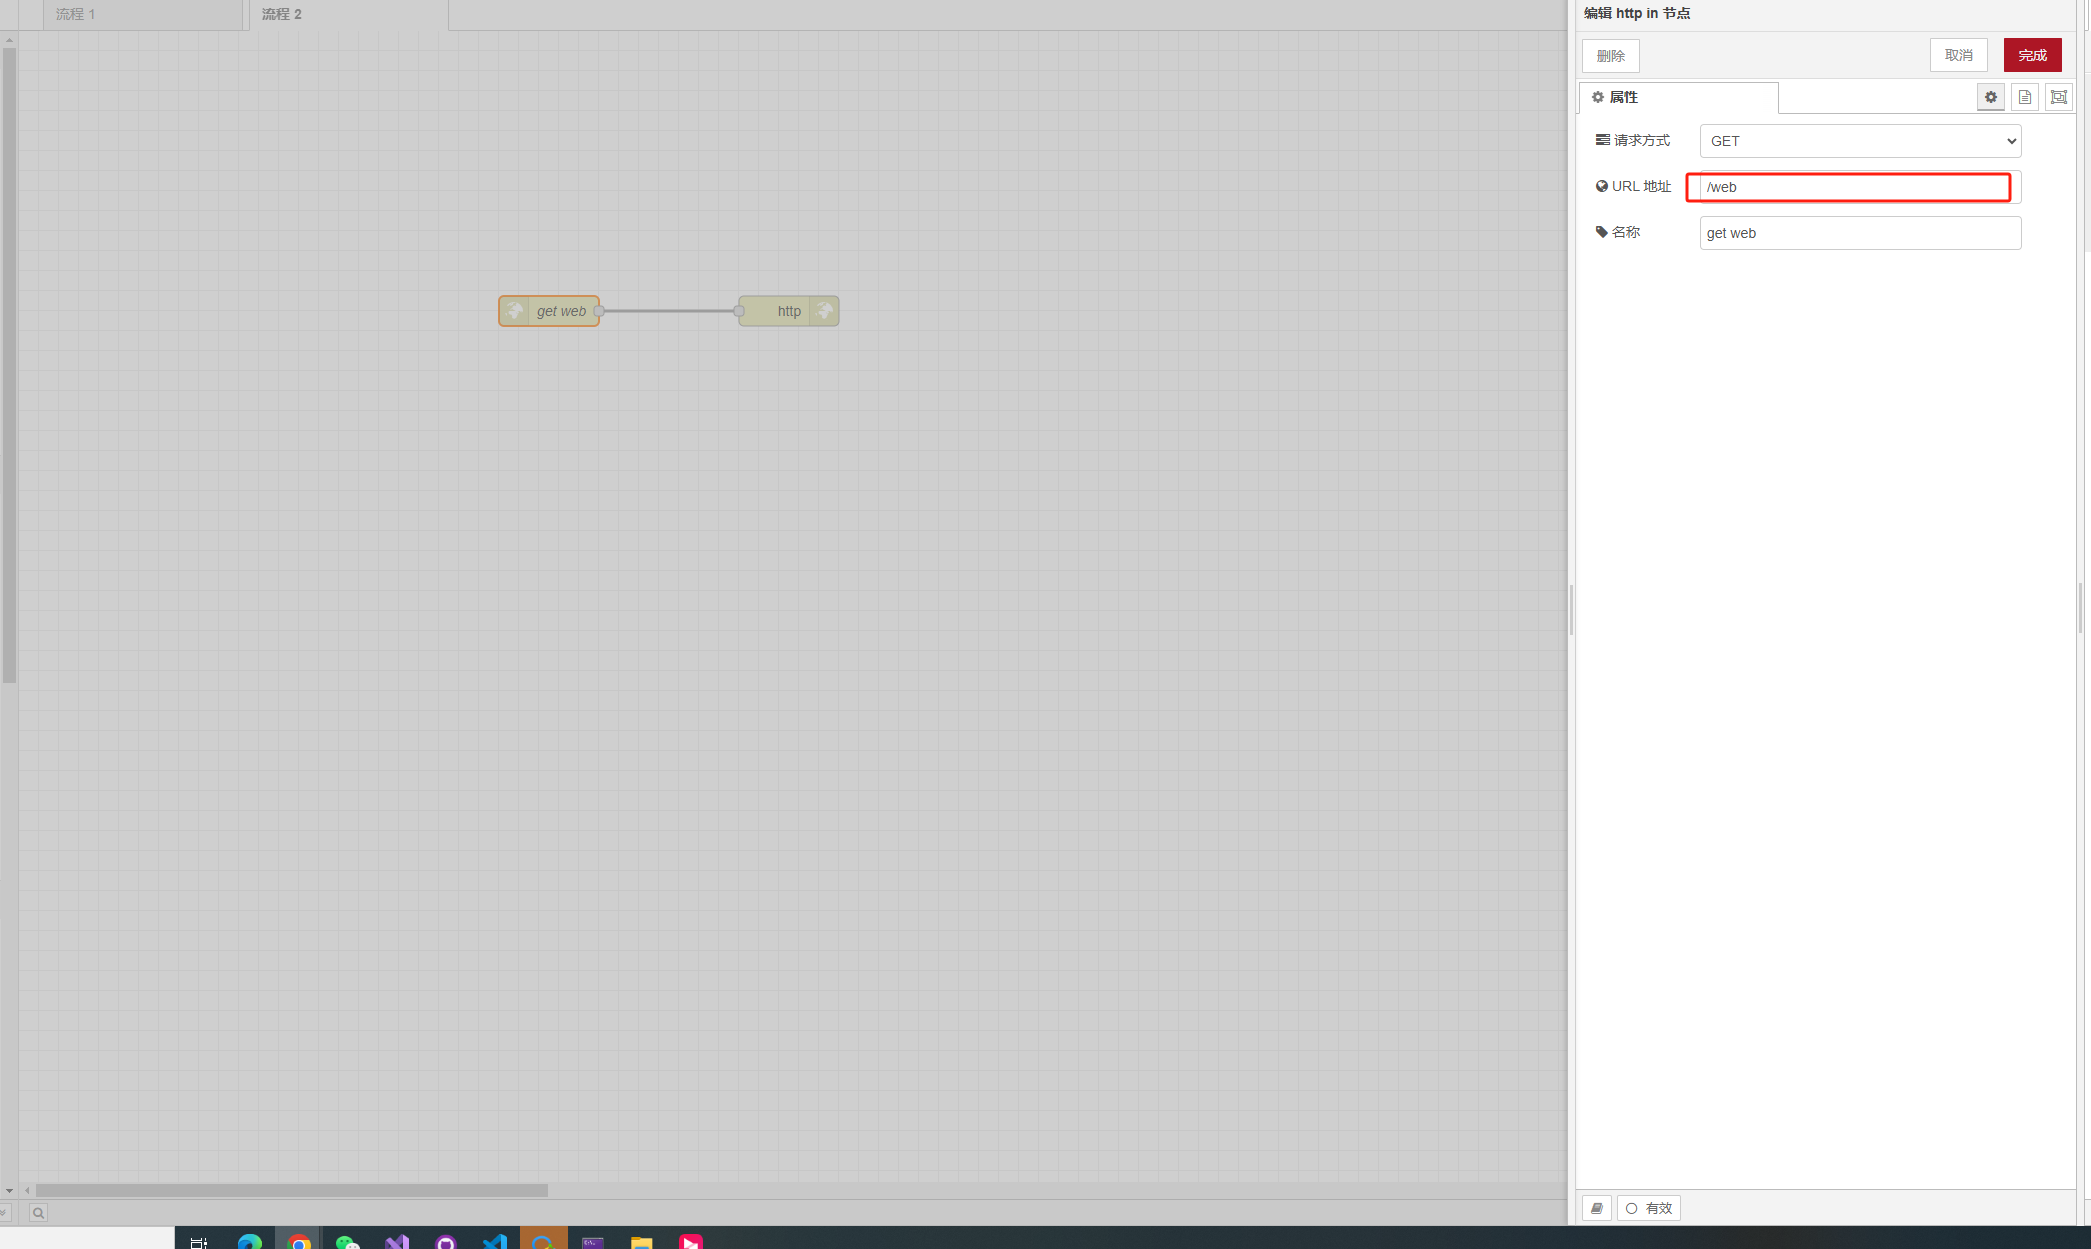 流程 1
流程 2
编辑 http in 节点
删除
取消
完成
属性
请求方式
GET
URL 地址
/web
名称
get web
get web
http
有效